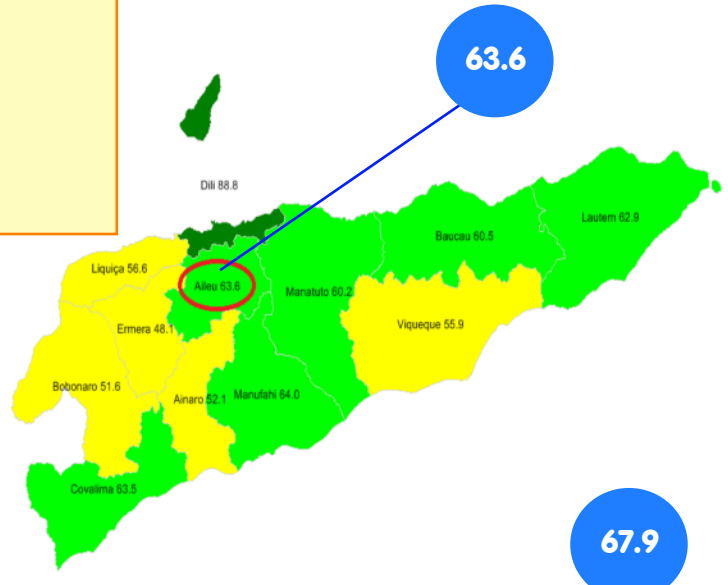 63.6
Dili 88.8
Lautem 62.9
Baucau 60.5
Liquiça 56.6
Aileu 63.6
Manatuto 60.2
Ermera 48.1
Viqueque 55.9
Bobonaro 51.6
Ainaro 52.1
Manufahi 64.0
Covalima 63.5
67.9